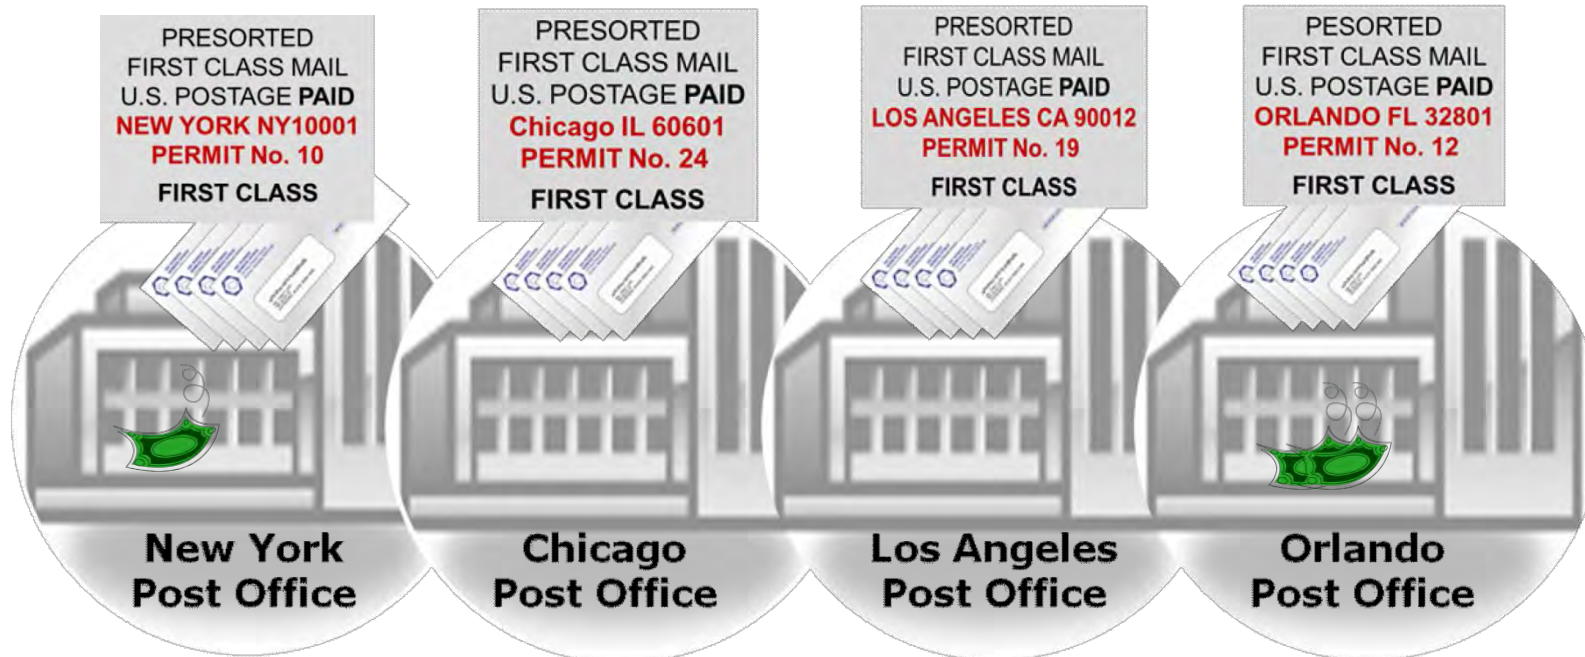 PRESORTED
FIRST CLASS MAIL
U.S. POSTAGE PAID
NEW YORK NY10001
PERMIT No. 10
FIRST CLASS
PRESORTED
FIRST CLASS MAIL
U.S. POSTAGE PAID
Chicago IL 60601
PERMIT No. 24
FIRST CLASS
PRESORTED
FIRST CLASS MAIL
U.S. POSTAGE PAID
LOS ANGELES CA 90012
PERMIT No. 19
FIRST CLASS
PESORTED
FIRST CLASS MAIL
U.S. POSTAGE PAID
ORLANDO FL 32801
PERMIT No. 12
FIRST CLASS
New York
Post Office
Chicago
Post Office
Los Angeles
Post Office
Orlando
Post Office